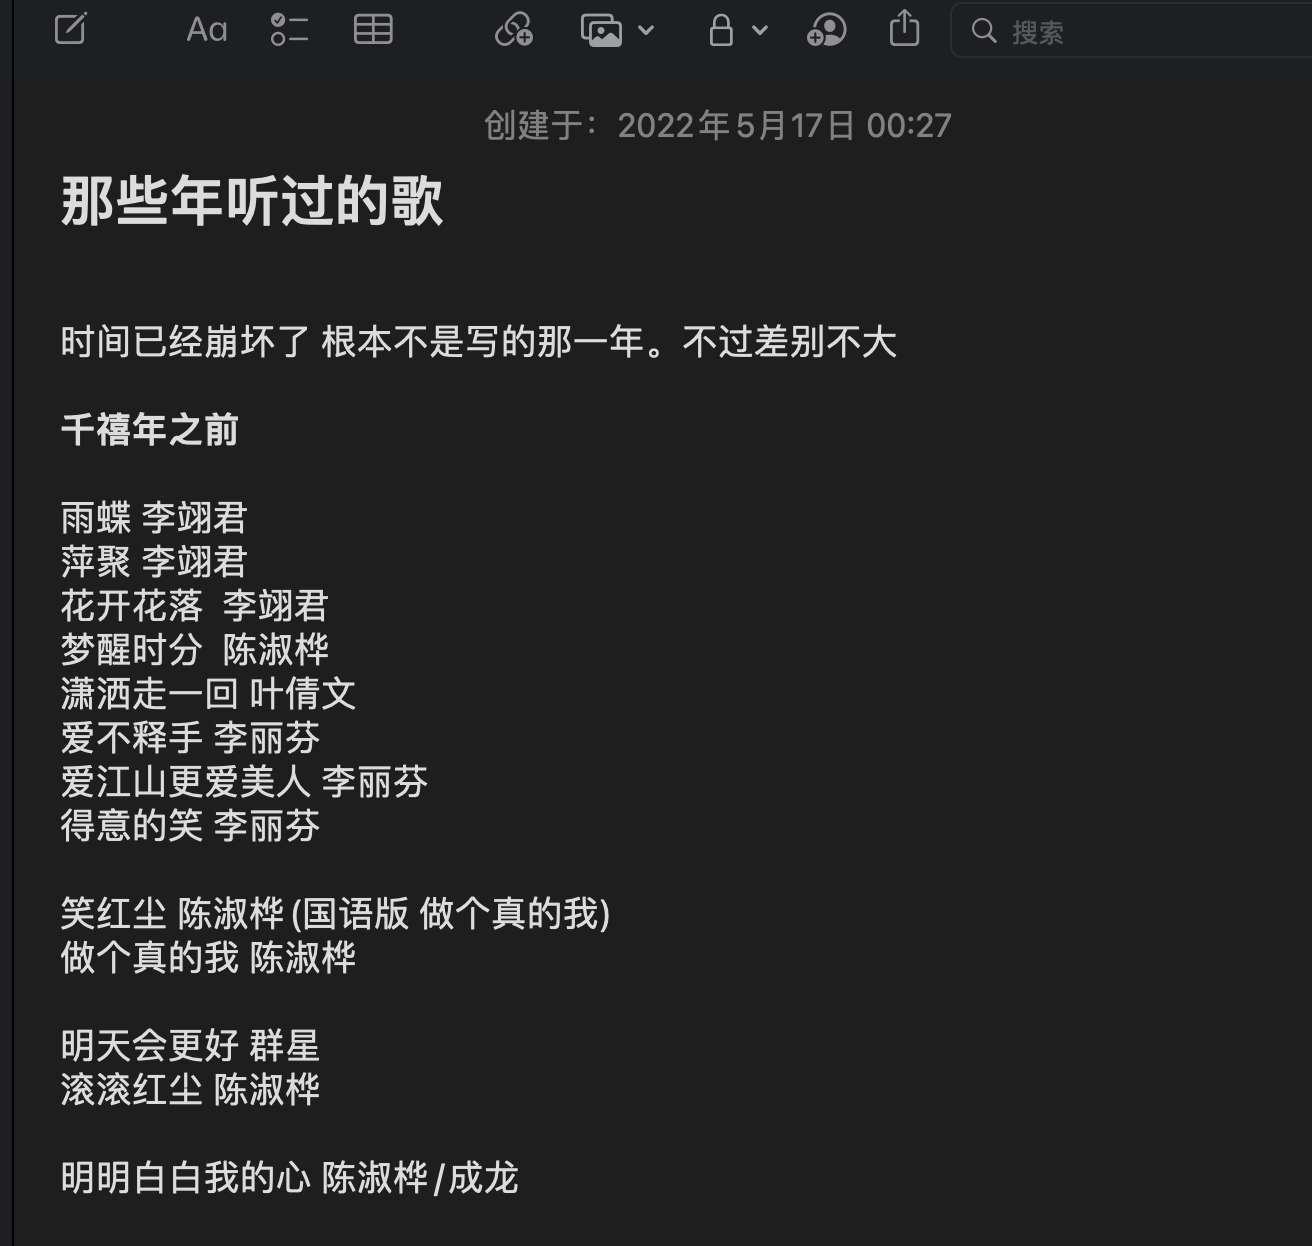 Aa
搜索
创建于：2022年5月17日 00:27
那些年听过的歌
时间已经崩坏了 根本不是写的那一年。不过差别不大
千禧年之前
雨蝶 李翊君
萍聚 李翊君
花开花落  李翊君
梦醒时分  陈淑桦
潇洒走一回 叶倩文
爱不释手 李丽芬
爱江山更爱美人 李丽芬
得意的笑 李丽芬
笑红尘 陈淑桦(国语版 做个真的我)
做个真的我 陈淑桦
明天会更好 群星
滚滚红尘 陈淑桦
明明白白我的心 陈淑桦/成龙